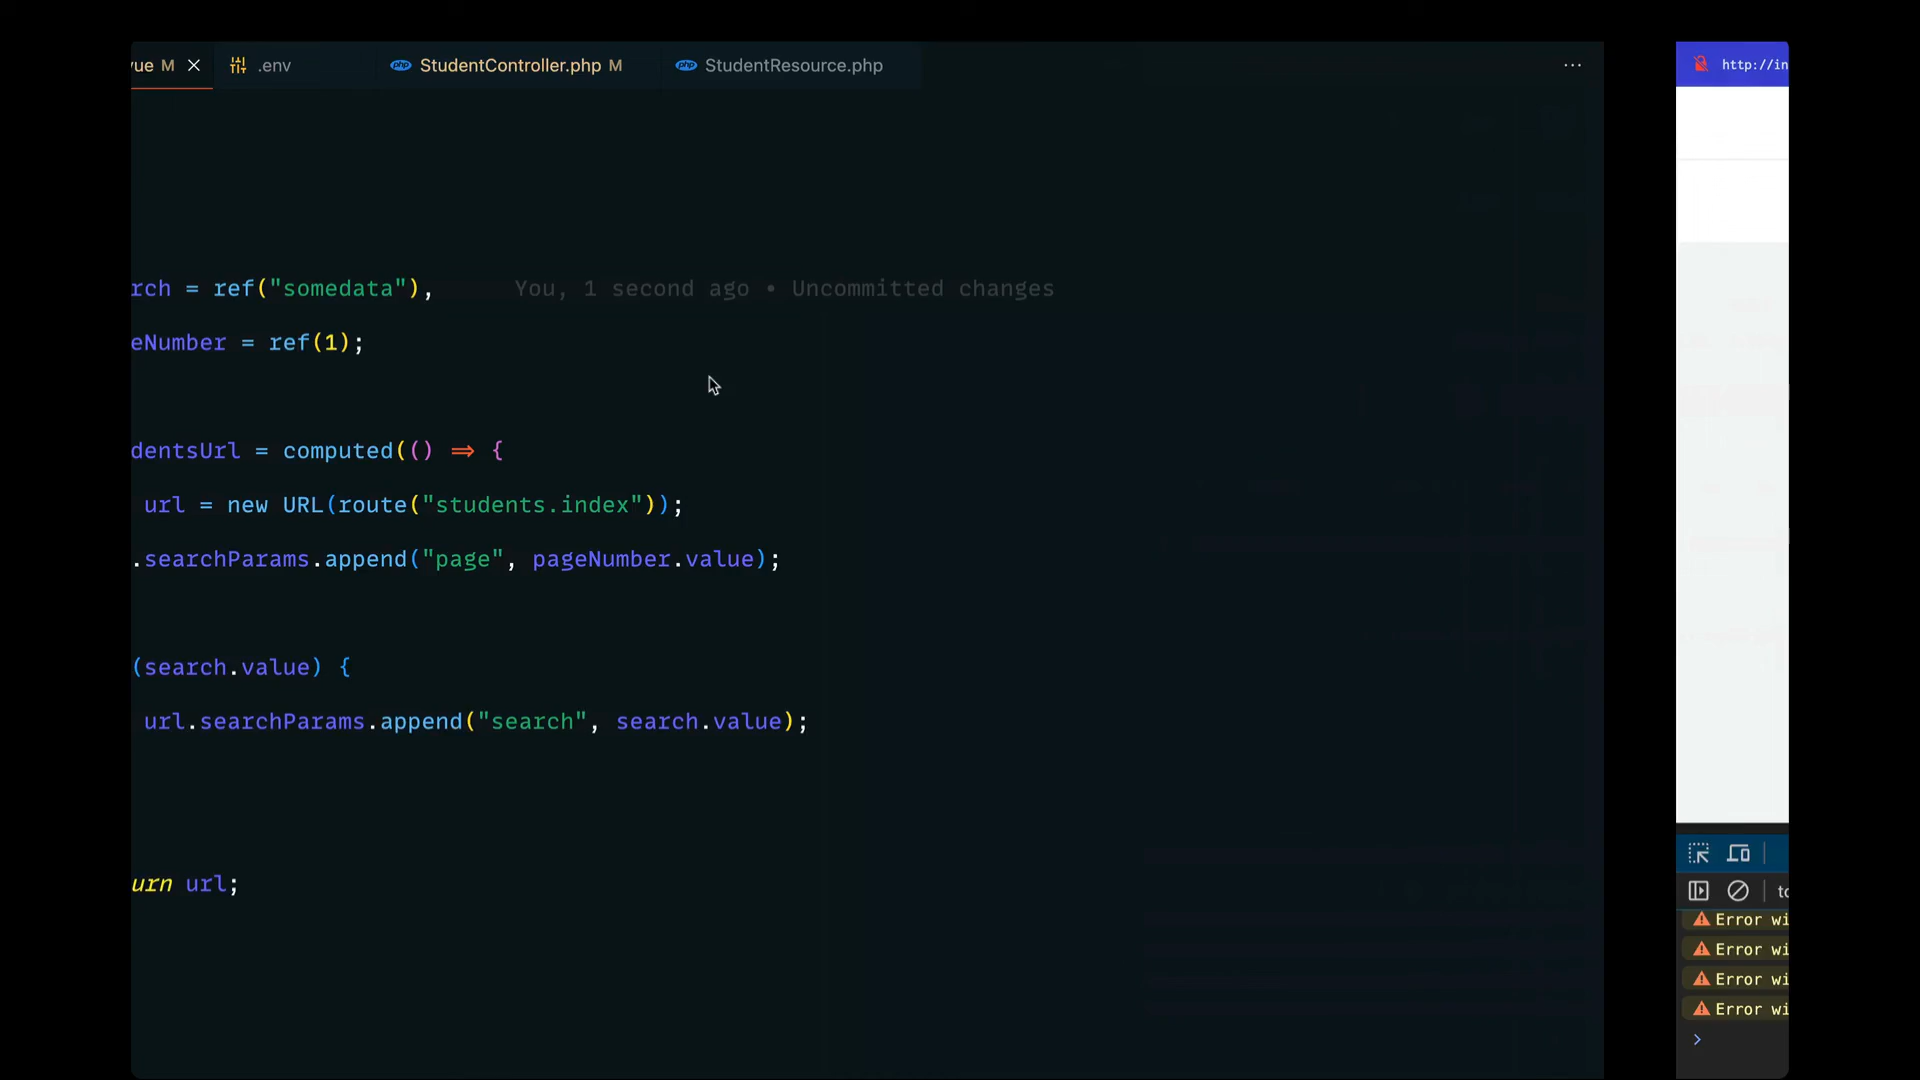 vue M
.env
StudentController.php M
StudentResource.php
...
http://in
rch = ref("somedata"),
You, 1 second ago • Uncommitted changes
eNumber = ref(1);
dentsUrl = computed(() => {
url = new URL(route("students.index"));
.searchParams.append("page", pageNumber.value);
(search.value) {
url.searchParams.append("search", search.value);
urn url;
to
Error wi
Error wi
Error wi
Error wi
>